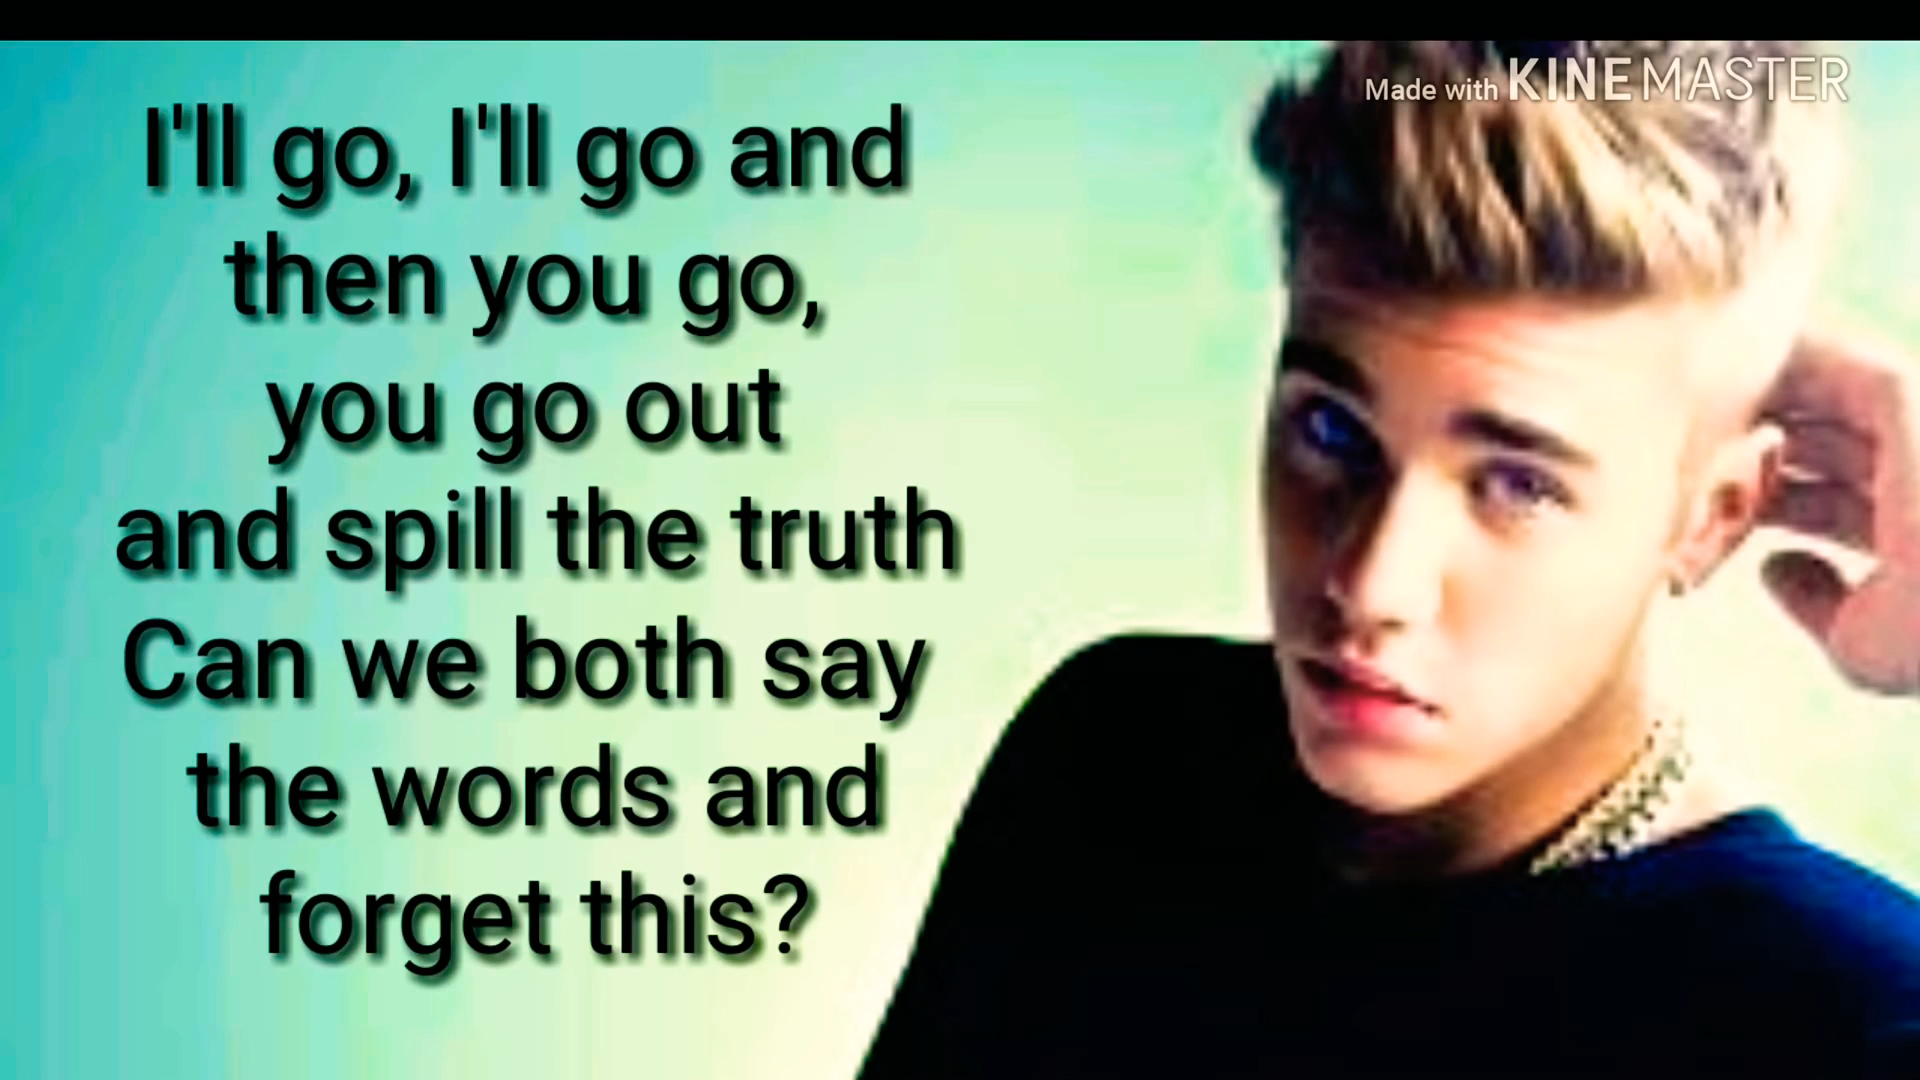 Made with KINEMASTER
I'll go, I'll go and
then you go,
you go out
and spill the truth
Can we both say
the words and
forget this?